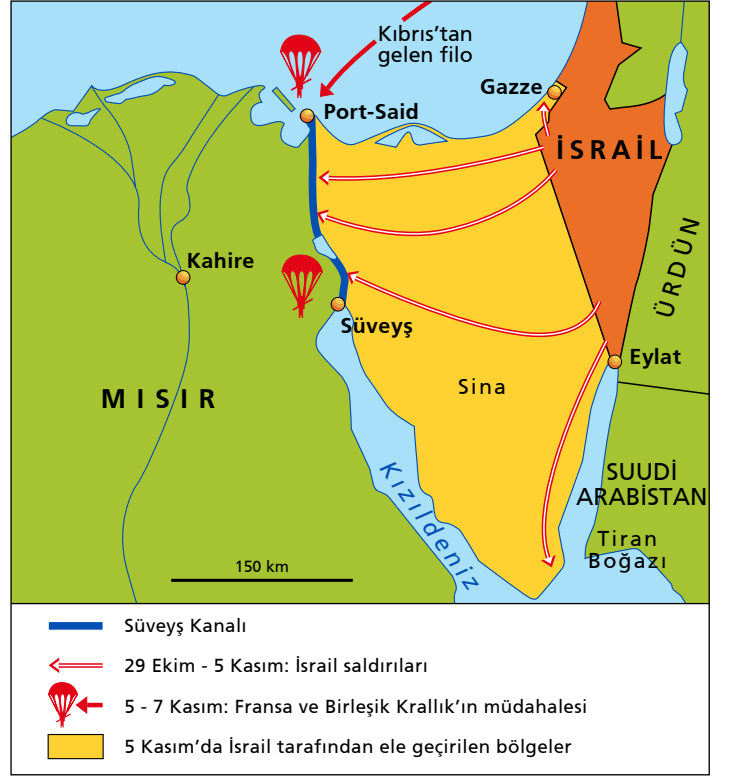 Kıbrıs'tan
gelen filo
Gazze
Port-Said
İSRAİL
Kahire
ÜRDÜN
Süveyş
Eylat
Sina
MISIR
Kızıldeniz
SUUDİ
ARABİSTAN
Tiran
Boğazı
150 km
Süveyş Kanalı
29 Ekim - 5 Kasım: İsrail saldırıları
5 - 7 Kasım: Fransa ve Birleşik Krallık'ın müdahalesi
5 Kasım'da İsrail tarafından ele geçirilen bölgeler